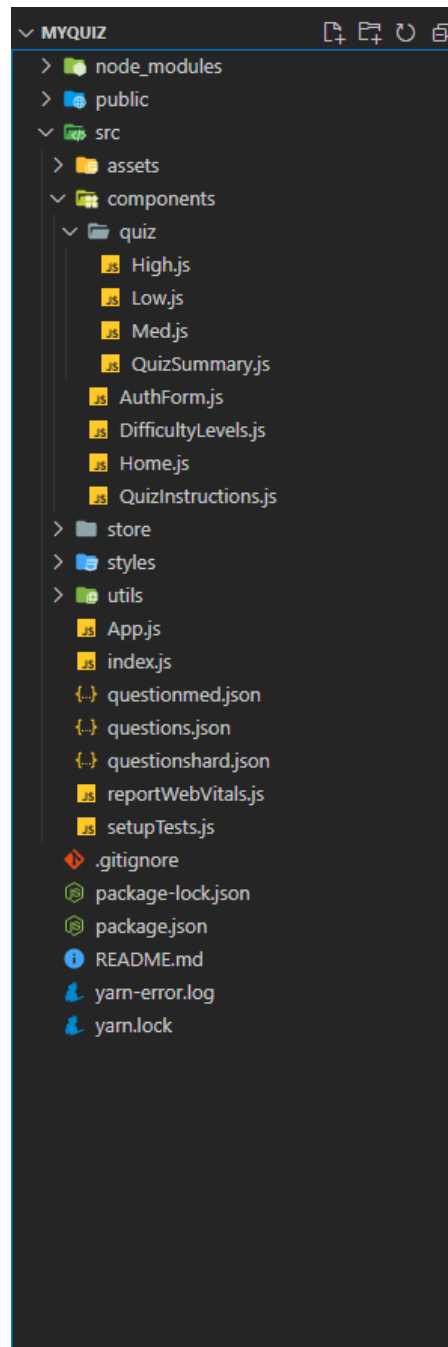 MYQUIZ
node_modules
public
src
assets
components
quiz
High.js
Low.js
Med.js
QuizSummary.js
AuthForm.js
DifficultyLevels.js
Home.js
QuizInstructions.js
store
styles
utils
App.js
index.js
questionmed.json
questions.json
questionshard.json
reportWebVitals.js
setupTests.js
.gitignore
package-lock.json
package.json
README.md
yarn-error.log
yarn.lock